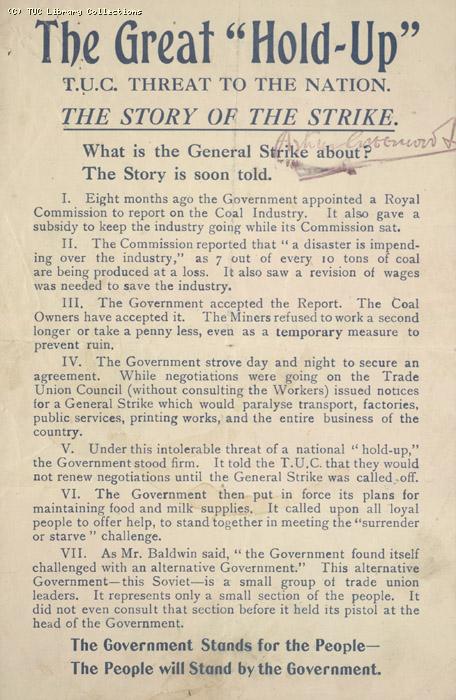 (C) TUC Library Collections
The Great "Hold-Up"
T.U.C. THREAT TO THE NATION.
THE STORY OF THE STRIKE.
What is the General Strike about?
The Story is soon told.
I. Eight months ago the Government appointed a Royal
Commission to report on the Coal Industry. It also gave a
subsidy to keep the industry going while its Commission sat.
II. The Commission reported that " a disaster is impend-
ing over the industry," as 7 out of every 10 tons of coal
are being produced at a loss. It also saw a revision of wages
was needed to save the industry.
III. The Government accepted the Report. The Coal
Owners have accepted it. The Miners refused to work a second
longer or take a penny less, even as a temporary measure to
prevent ruin.
IV. The Government strove day and night to secure an
agreement. While negotiations were going on the Trade
Union Council (without consulting the Workers) issued notices
for a General Strike which would paralyse transport, factories,
public services, printing works, and the entire business of the
country.
V. Under this intolerable threat of a national " hold-up,"
the Government stood firm. It told the T.U.C. that they would
not renew negotiations until the General Strike was called off.
VI. The Government then put in force its plans for
maintaining food and milk supplies. It called upon all loyal
people to offer help, to stand together in meeting the "surrender
or starve " challenge.
VII. As Mr. Baldwin said, " the Government found itself
challenged with an alternative Government." This alternative
Government—this Soviet—is a small group of trade union
leaders. It represents only a small section of the people. It
did not even consult that section before it held its pistol at the
head of the Government.
The Government Stands for the People—
The People will Stand by the Government.